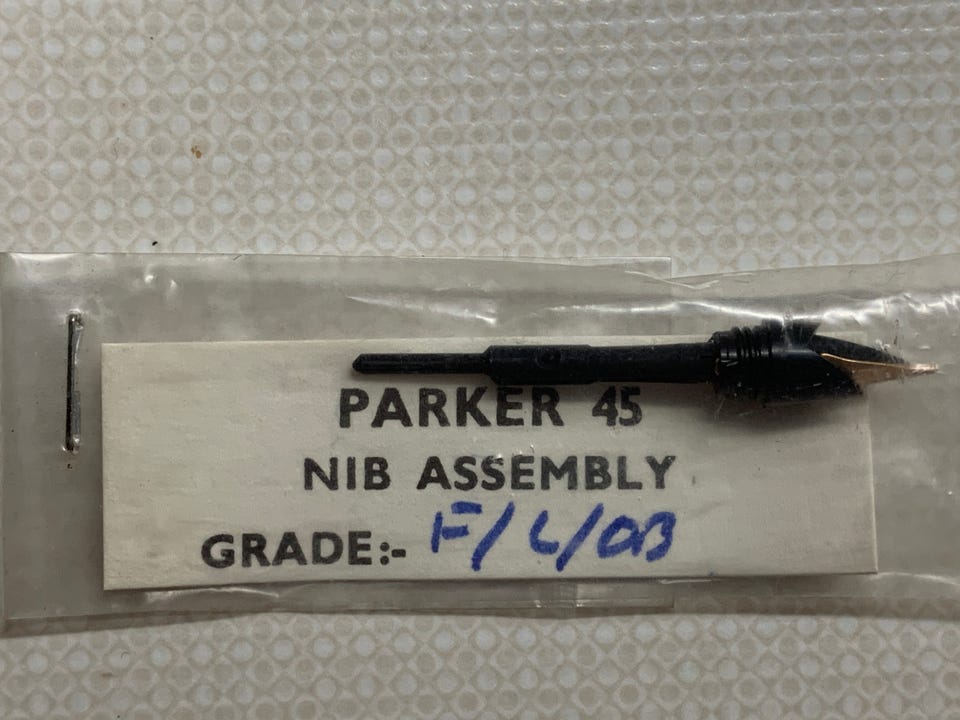 PARKER 45
NIB ASSEMBLY
GRADE:- F/L/OB